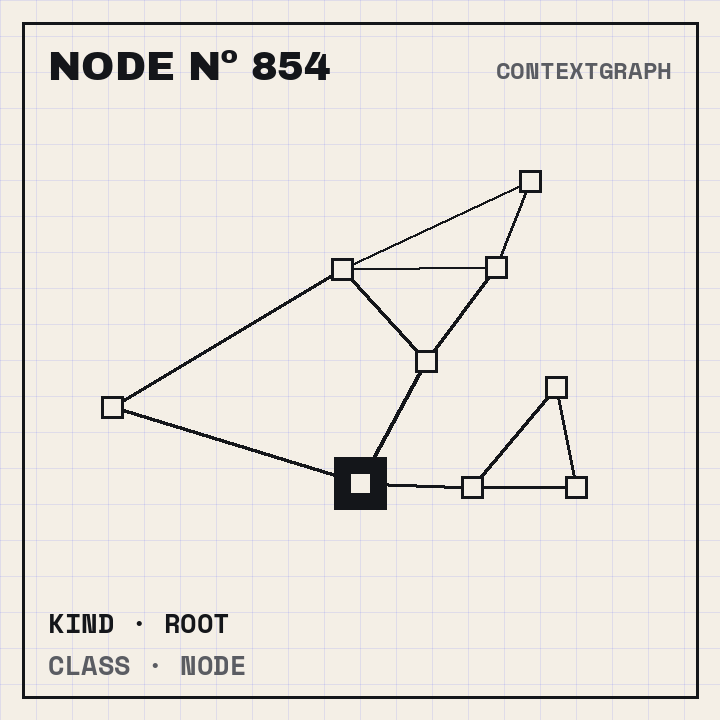 NODE Nº 854
CONTEXTGRAPH
KIND · ROOT
CLASS · NODE